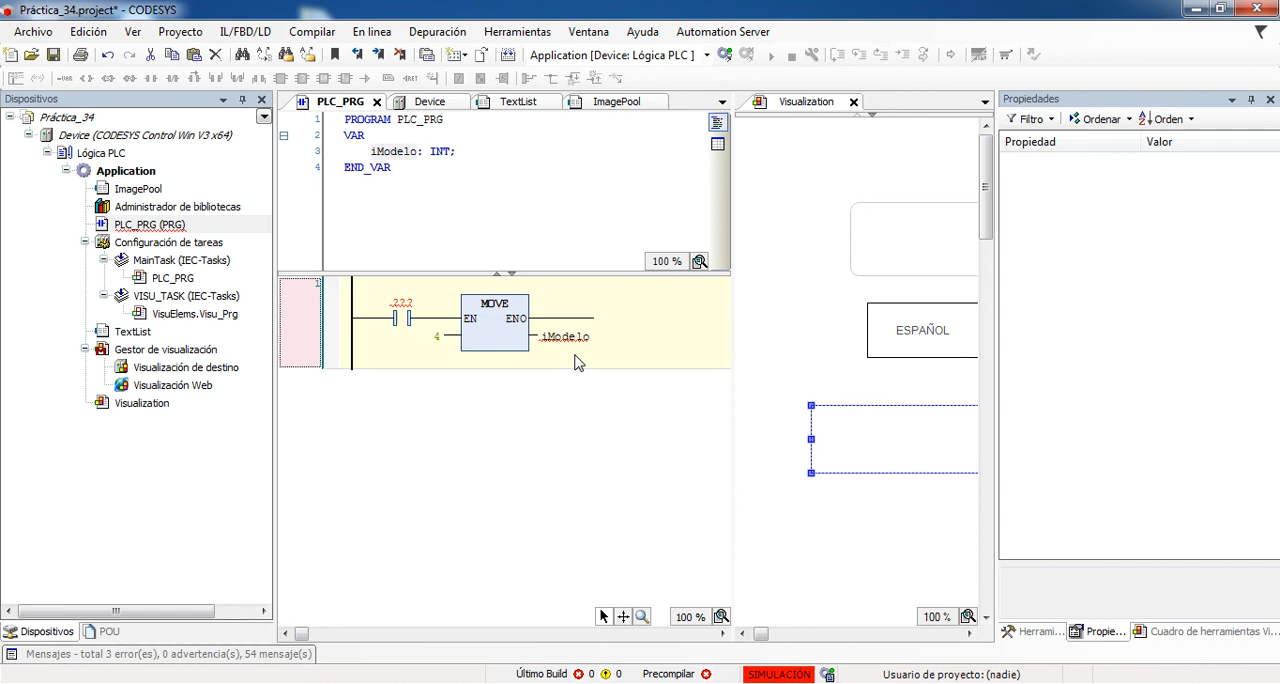 Práctica_34.project* - CODESYS
Archivo Edición Ver Proyecto IL/FBD/LD Compilar En linea Depuración Herramientas Ventana Ayuda Automation Server
Application [Device: Lógica PLC ]
Dispositivos
Práctica_34
Device (CODESYS Control Win V3 x64)
Lógica PLC
Application
ImagePool
Administrador de bibliotecas
PLC_PRG (PRG)
Configuración de tareas
MainTask (IEC-Tasks)
PLC_PRG
VISU_TASK (IEC-Tasks)
VisuElems.Visu_Prg
TextList
Gestor de visualización
Visualización de destino
Visualización Web
Visualization
Dispositivos POU
PLC_PRG Device TextList ImagePool
1 PROGRAM PLC_PRG
2 VAR
3 iModelo: INT;
4 END_VAR
100 %
1
???
MOVE
EN ENO
4 iModelo
100 %
Visualization
ESPAÑOL
100 %
Propiedades
Filtro Ordenar Orden
Propiedad Valor
Herrami... Propie... Cuadro de herramientas Vi...
Mensajes - total 3 error(es), 0 advertencia(s), 54 mensaje(s)
Último Build 0 0 Precompilar SIMULACIÓN Usuario de proyecto: (nadie)